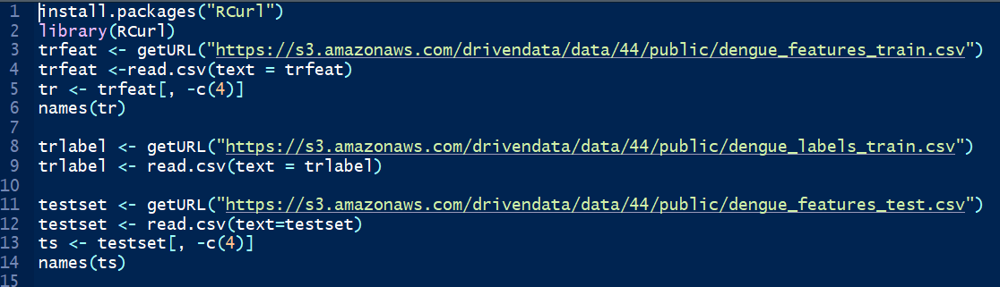 1 install.packages("RCurl")
2 library(RCurl)
3 trfeat <- getURL("https://s3.amazonaws.com/drivendata/data/44/public/dengue_features_train.csv")
4 trfeat <-read.csv(text = trfeat)
5 tr <- trfeat[, -c(4)]
6 names(tr)
7
8 trlabel <- getURL("https://s3.amazonaws.com/drivendata/data/44/public/dengue_labels_train.csv")
9 trlabel <- read.csv(text = trlabel)
10
11 testset <- getURL("https://s3.amazonaws.com/drivendata/data/44/public/dengue_features_test.csv")
12 testset <- read.csv(text=testset)
13 ts <- testset[, -c(4)]
14 names(ts)
15